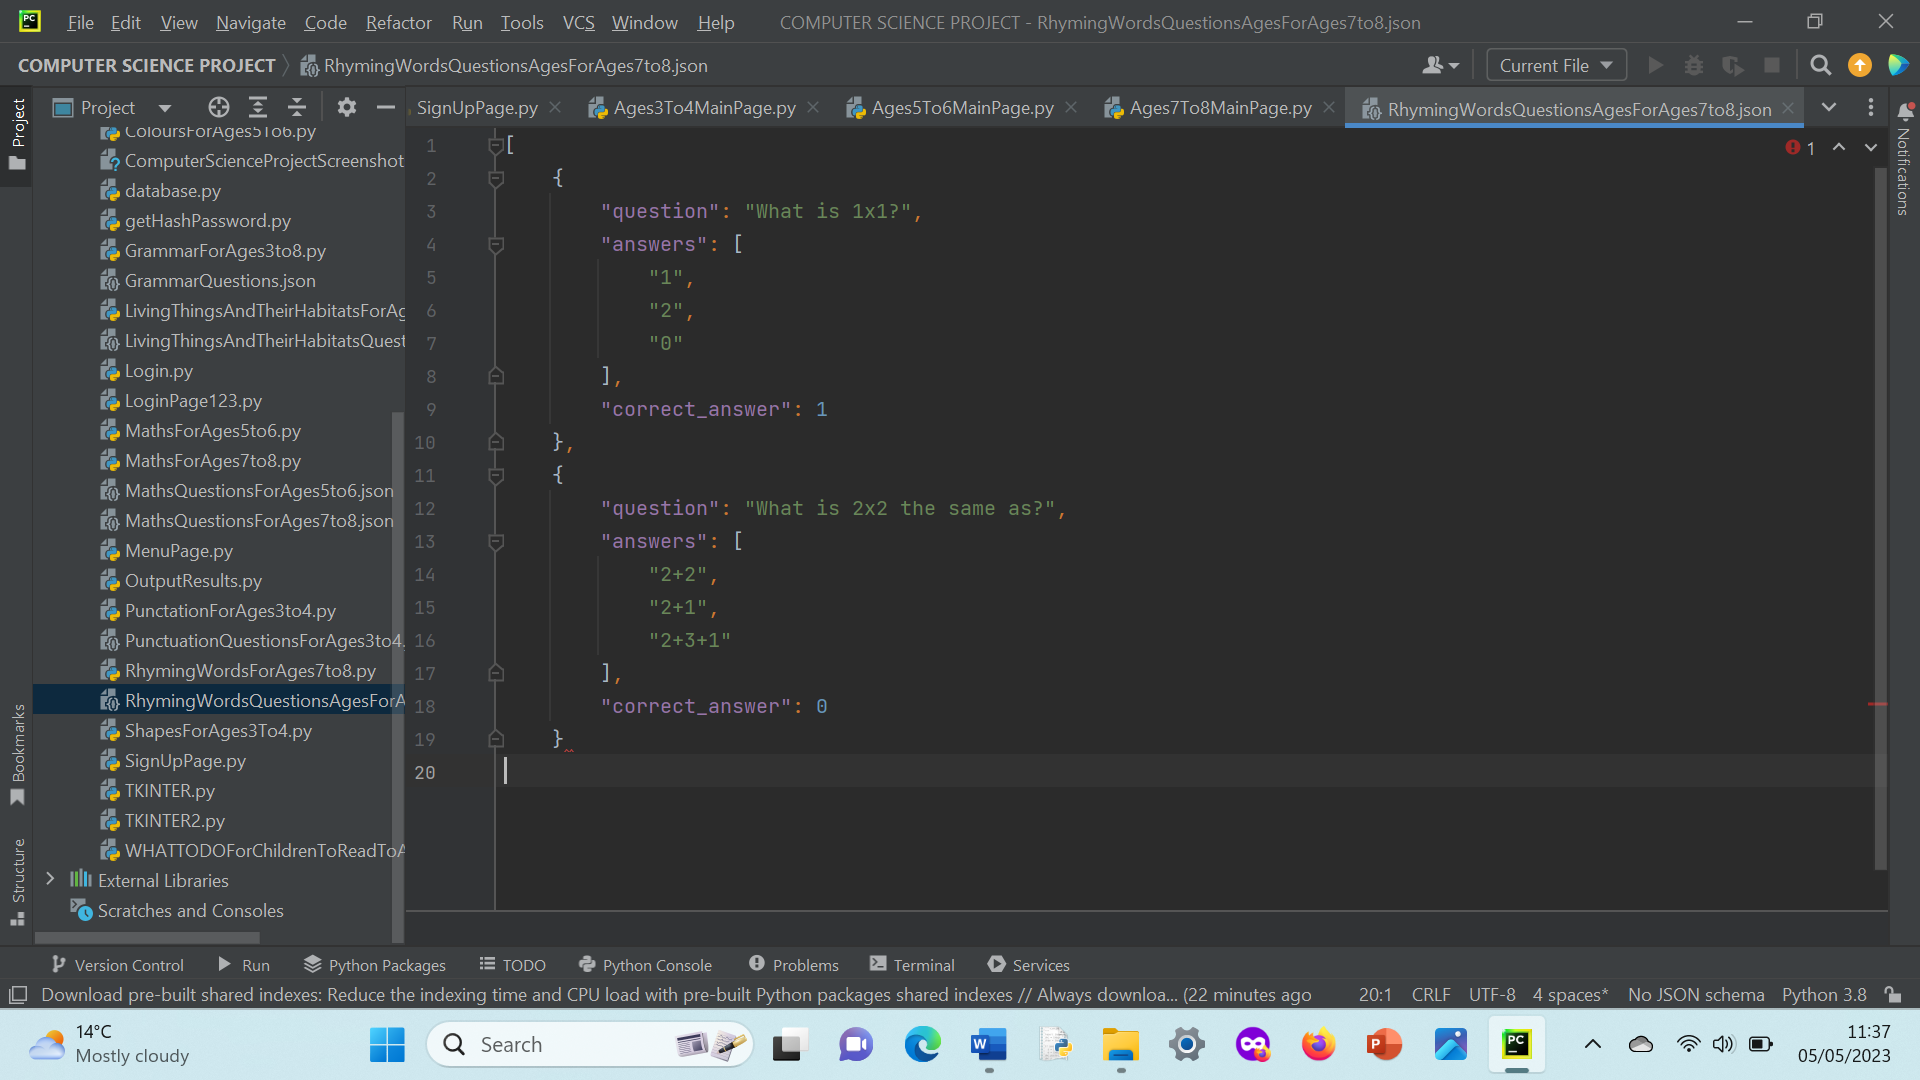 PC File Edit View Navigate Code Refactor Run Tools VCS Window Help COMPUTER SCIENCE PROJECT - RhymingWordsQuestionsAgesForAges7to8.json
COMPUTER SCIENCE PROJECT RhymingWordsQuestionsAgesForAges7to8.json Current File
Project SignUpPage.py Ages3To4MainPage.py Ages5To6MainPage.py Ages7To8MainPage.py RhymingWordsQuestionsAgesForAges7to8.json
Project
Notifications
ColoursForAges5To6.py
ComputerScienceProjectScreenshot
database.py
getHashPassword.py
GrammarForAges3to8.py
GrammarQuestions.json
LivingThingsAndTheirHabitatsForAg
LivingThingsAndTheirHabitatsQuest
Login.py
LoginPage123.py
MathsForAges5to6.py
MathsForAges7to8.py
MathsQuestionsForAges5to6.json
MathsQuestionsForAges7to8.json
MenuPage.py
OutputResults.py
PunctationForAges3to4.py
PunctuationQuestionsForAges3to4.
RhymingWordsForAges7to8.py
RhymingWordsQuestionsAgesForA
ShapesForAges3To4.py
SignUpPage.py
TKINTER.py
TKINTER2.py
WHATTODOForChildrenToReadToA
External Libraries
Scratches and Consoles
Bookmarks
Structure
1 [
2 {
3 "question": "What is 1x1?",
4 "answers": [
5 "1",
6 "2",
7 "0"
8 ],
9 "correct_answer": 1
10 },
11 {
12 "question": "What is 2x2 the same as?",
13 "answers": [
14 "2+2",
15 "2+1",
16 "2+3+1"
17 ],
18 "correct_answer": 0
19 }
20
1
Version Control Run Python Packages TODO Python Console Problems Terminal Services
Download pre-built shared indexes: Reduce the indexing time and CPU load with pre-built Python packages shared indexes // Always downloa... (22 minutes ago 20:1 CRLF UTF-8 4 spaces* No JSON schema Python 3.8
14°C
Mostly cloudy
Search
W
P
PC
11:37
05/05/2023